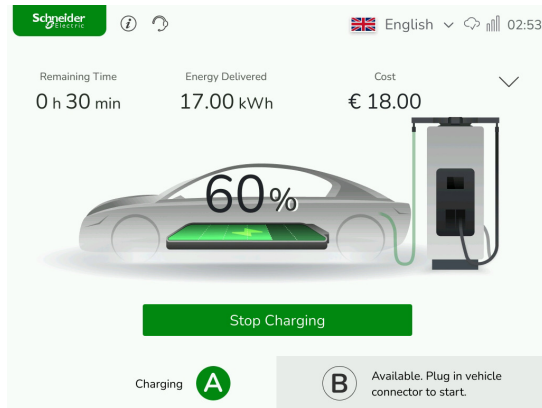 Schneider
Electric
i
English
02:53
Remaining Time
Energy Delivered
Cost
0 h 30 min
17.00 kWh
€ 18.00
60%
Stop Charging
Charging
A
B
Available. Plug in vehicle
connector to start.